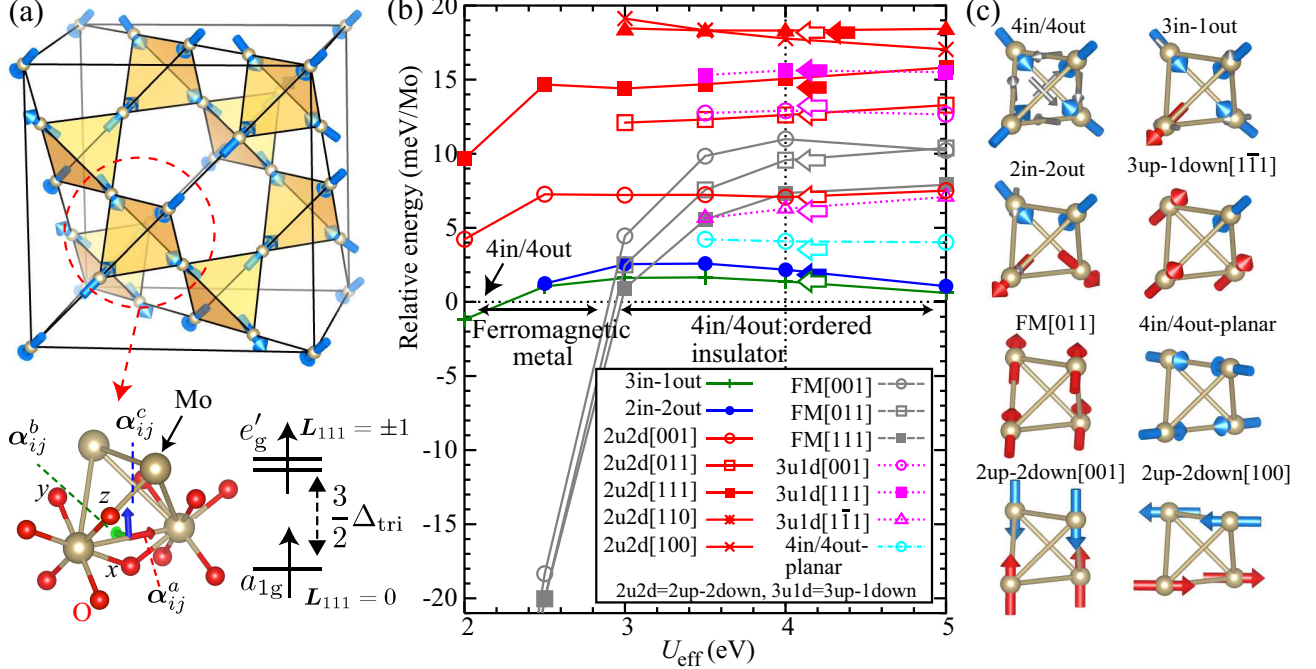 (a)
Mo
α^b_ij
α^c_ij
y
z
x
α^a_ij
O
e′_g
L_111 = ±1
3/2 Δ_tri
a_1g
L_111 = 0
(b)
Relative energy (meV/Mo)
20
15
10
5
0
-5
-10
-15
-20
4in/4out
Ferromagnetic
metal
4in/4out ordered
insulator
3in-1out
2in-2out
2u2d[001]
2u2d[011]
2u2d[111]
2u2d[110]
2u2d[100]
FM[001]
FM[011]
FM[111]
3u1d[001]
3u1d[111]
3u1d[11̅1]
4in/4out-
planar
2u2d=2up-2down, 3u1d=3up-1down
2 3 4 5
U_eff (eV)
(c)
4in/4out 3in-1out
2in-2out 3up-1down[11̅1]
FM[011] 4in/4out-planar
2up-2down[001] 2up-2down[100]